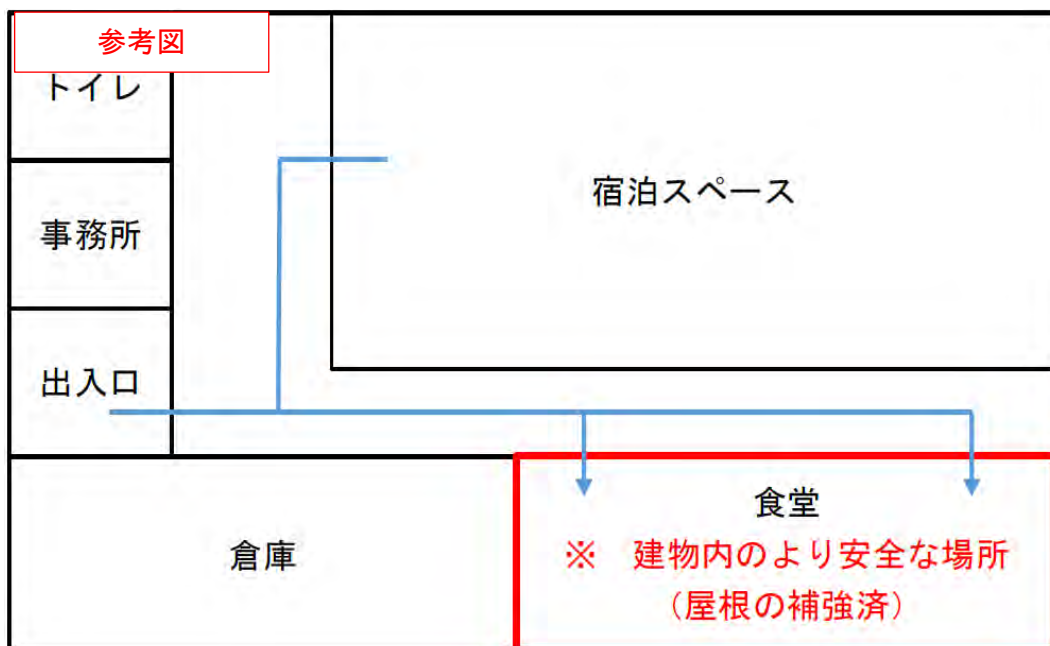 参考図
トイレ
宿泊スペース
事務所
出入口
倉庫
食堂
※ 建物内のより安全な場所
(屋根の補強済)